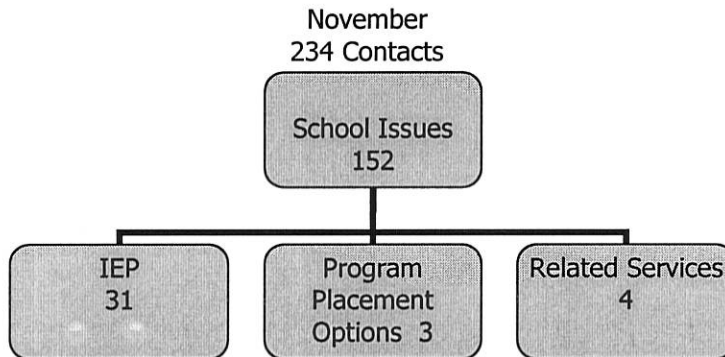 November
234 Contacts
School Issues
152
IEP
31
Program
Placement
Options 3
Related Services
4